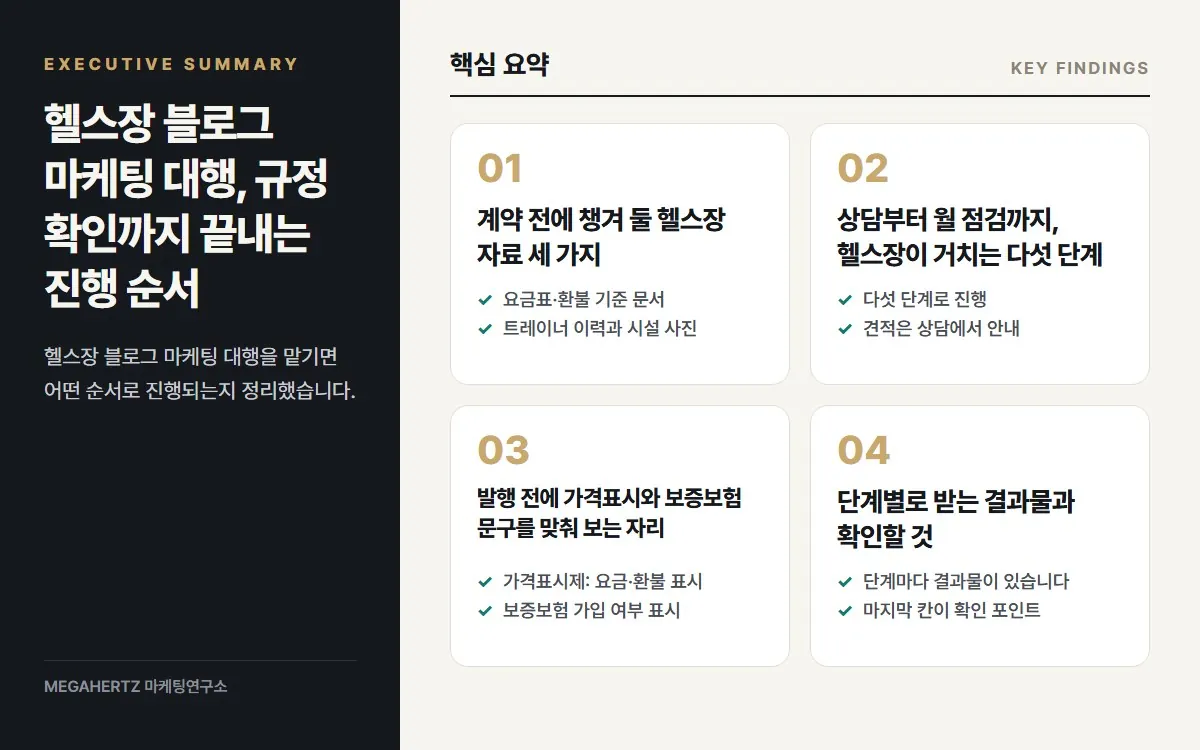 EXECUTIVE SUMMARY
헬스장 블로그
마케팅 대행, 규정
확인까지 끝내는
진행 순서
헬스장 블로그 마케팅 대행을 맡기면
어떤 순서로 진행되는지 정리했습니다.
MEGAHERTZ 마케팅연구소
핵심 요약
KEY FINDINGS
01
계약 전에 챙겨 둘 헬스장
자료 세 가지
요금표·환불 기준 문서
트레이너 이력과 시설 사진
02
상담부터 월 점검까지,
헬스장이 거치는 다섯 단계
다섯 단계로 진행
견적은 상담에서 안내
03
발행 전에 가격표시와 보증보험
문구를 맞춰 보는 자리
가격표시제: 요금·환불 표시
보증보험 가입 여부 표시
04
단계별로 받는 결과물과
확인할 것
단계마다 결과물이 있습니다
마지막 칸이 확인 포인트